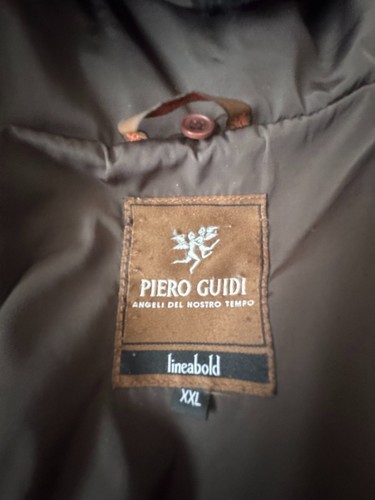 PIERO GUIDI
ANGELI DEL NOSTRO TEMPO
lineabold
XXL